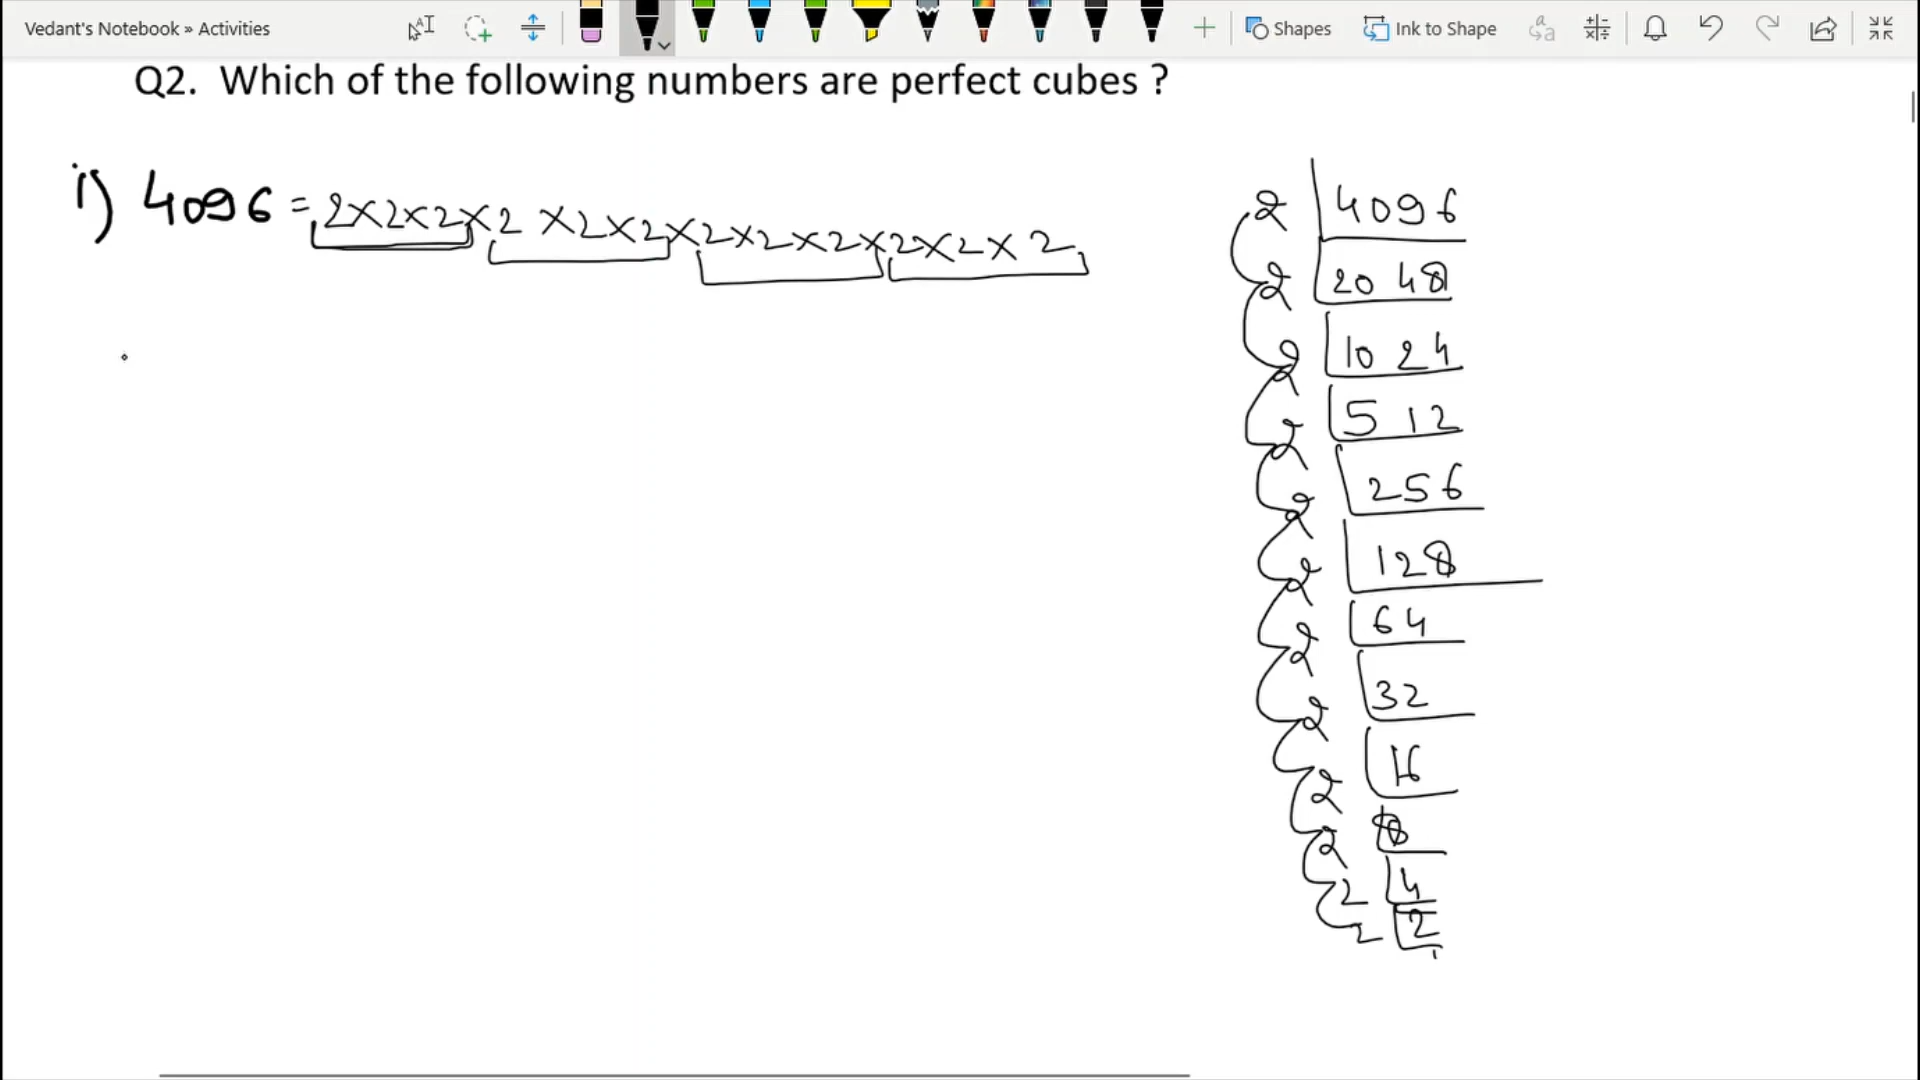 Vedant's Notebook » Activities
Shapes
Ink to Shape
Q2. Which of the following numbers are perfect cubes ?
i) 4096 = 2×2×2×2×2×2×2×2×2×2×2×2
2 4096
2 2048
2 1024
2 512
2 256
2 128
2 64
2 32
2 16
2 8
2 4
2 2
1